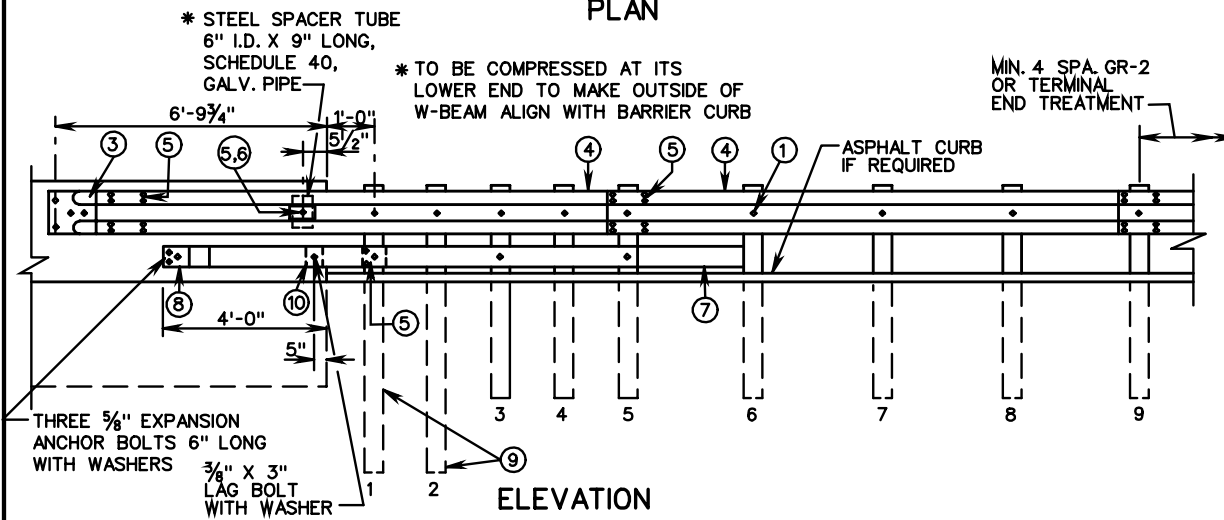 PLAN
* STEEL SPACER TUBE
6" I.D. X 9" LONG,
SCHEDULE 40,
GALV. PIPE
* TO BE COMPRESSED AT ITS
LOWER END TO MAKE OUTSIDE OF
W-BEAM ALIGN WITH BARRIER CURB
MIN. 4 SPA. GR-2
OR TERMINAL
END TREATMENT
6'-9¾"
1'-0"
5½"
3
5
5,6
4
5
4
1
ASPHALT CURB
IF REQUIRED
8
10
5
7
4'-0"
5"
3
4
5
6
7
8
9
THREE ⅝" EXPANSION
ANCHOR BOLTS 6" LONG
WITH WASHERS
⅜" X 3"
LAG BOLT
WITH WASHER
1
2
9
ELEVATION